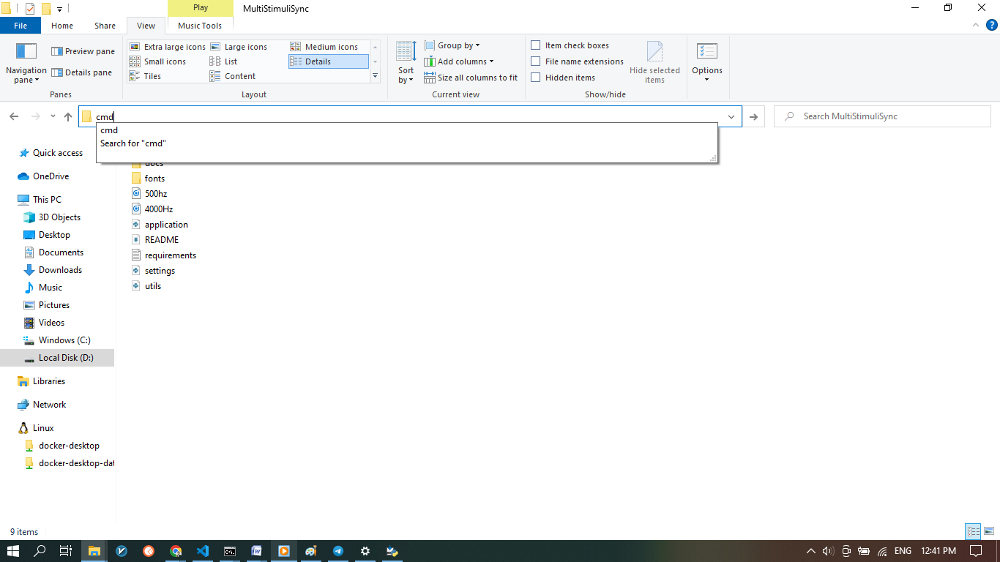 Play
MultiStimuliSync
File
Home
Share
View
Music Tools
Navigation pane
Preview pane
Details pane
Panes
Extra large icons
Large icons
Medium icons
Small icons
List
Details
Tiles
Content
Layout
Sort by
Group by
Add columns
Size all columns to fit
Current view
Item check boxes
File name extensions
Hidden items
Hide selected items
Show/hide
Options
cmd
Search MultiStimuliSync
cmd
Search for "cmd"
Quick access
OneDrive
This PC
3D Objects
Desktop
Documents
Downloads
Music
Pictures
Videos
Windows (C:)
Local Disk (D:)
Libraries
Network
Linux
docker-desktop
docker-desktop-dat
docs
fonts
500hz
4000Hz
application
README
requirements
settings
utils
9 items
ENG
12:41 PM